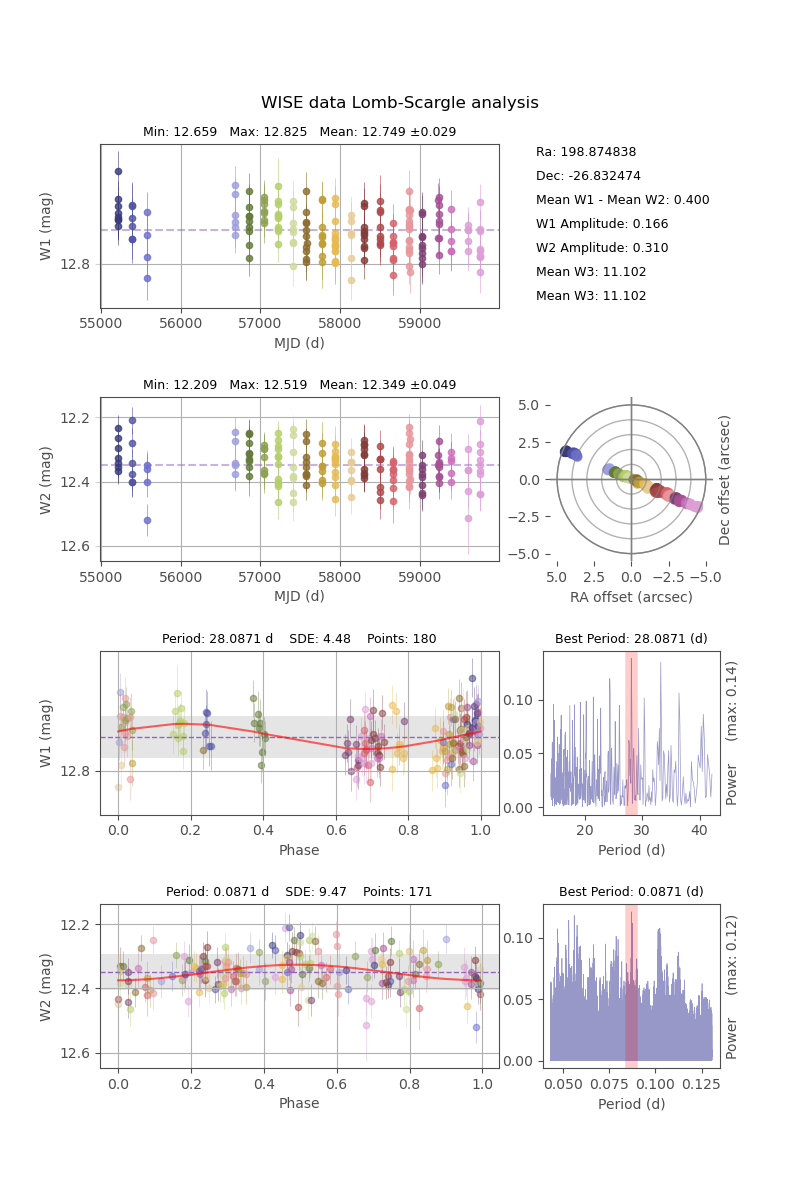 WISE data Lomb-Scargle analysis
Min: 12.659   Max: 12.825   Mean: 12.749 ±0.029
W1 (mag)
12.8
55000 56000 57000 58000 59000
MJD (d)
Ra: 198.874838
Dec: -26.832474
Mean W1 - Mean W2: 0.400
W1 Amplitude: 0.166
W2 Amplitude: 0.310
Mean W3: 11.102
Mean W3: 11.102
Min: 12.209   Max: 12.519   Mean: 12.349 ±0.049
W2 (mag)
12.2
12.4
12.6
55000 56000 57000 58000 59000
MJD (d)
5.0
2.5
0.0
−2.5
−5.0
5.0 2.5 0.0 −2.5 −5.0
RA offset (arcsec)
Dec offset (arcsec)
Period: 28.0871 d    SDE: 4.48    Points: 180
W1 (mag)
12.8
0.0 0.2 0.4 0.6 0.8 1.0
Phase
Best Period: 28.0871 (d)
0.10
0.05
0.00
20 30 40
Period (d)
Power     (max: 0.14)
Period: 0.0871 d    SDE: 9.47    Points: 171
W2 (mag)
12.2
12.4
12.6
0.0 0.2 0.4 0.6 0.8 1.0
Phase
Best Period: 0.0871 (d)
0.10
0.05
0.00
0.050 0.075 0.100 0.125
Period (d)
Power     (max: 0.12)